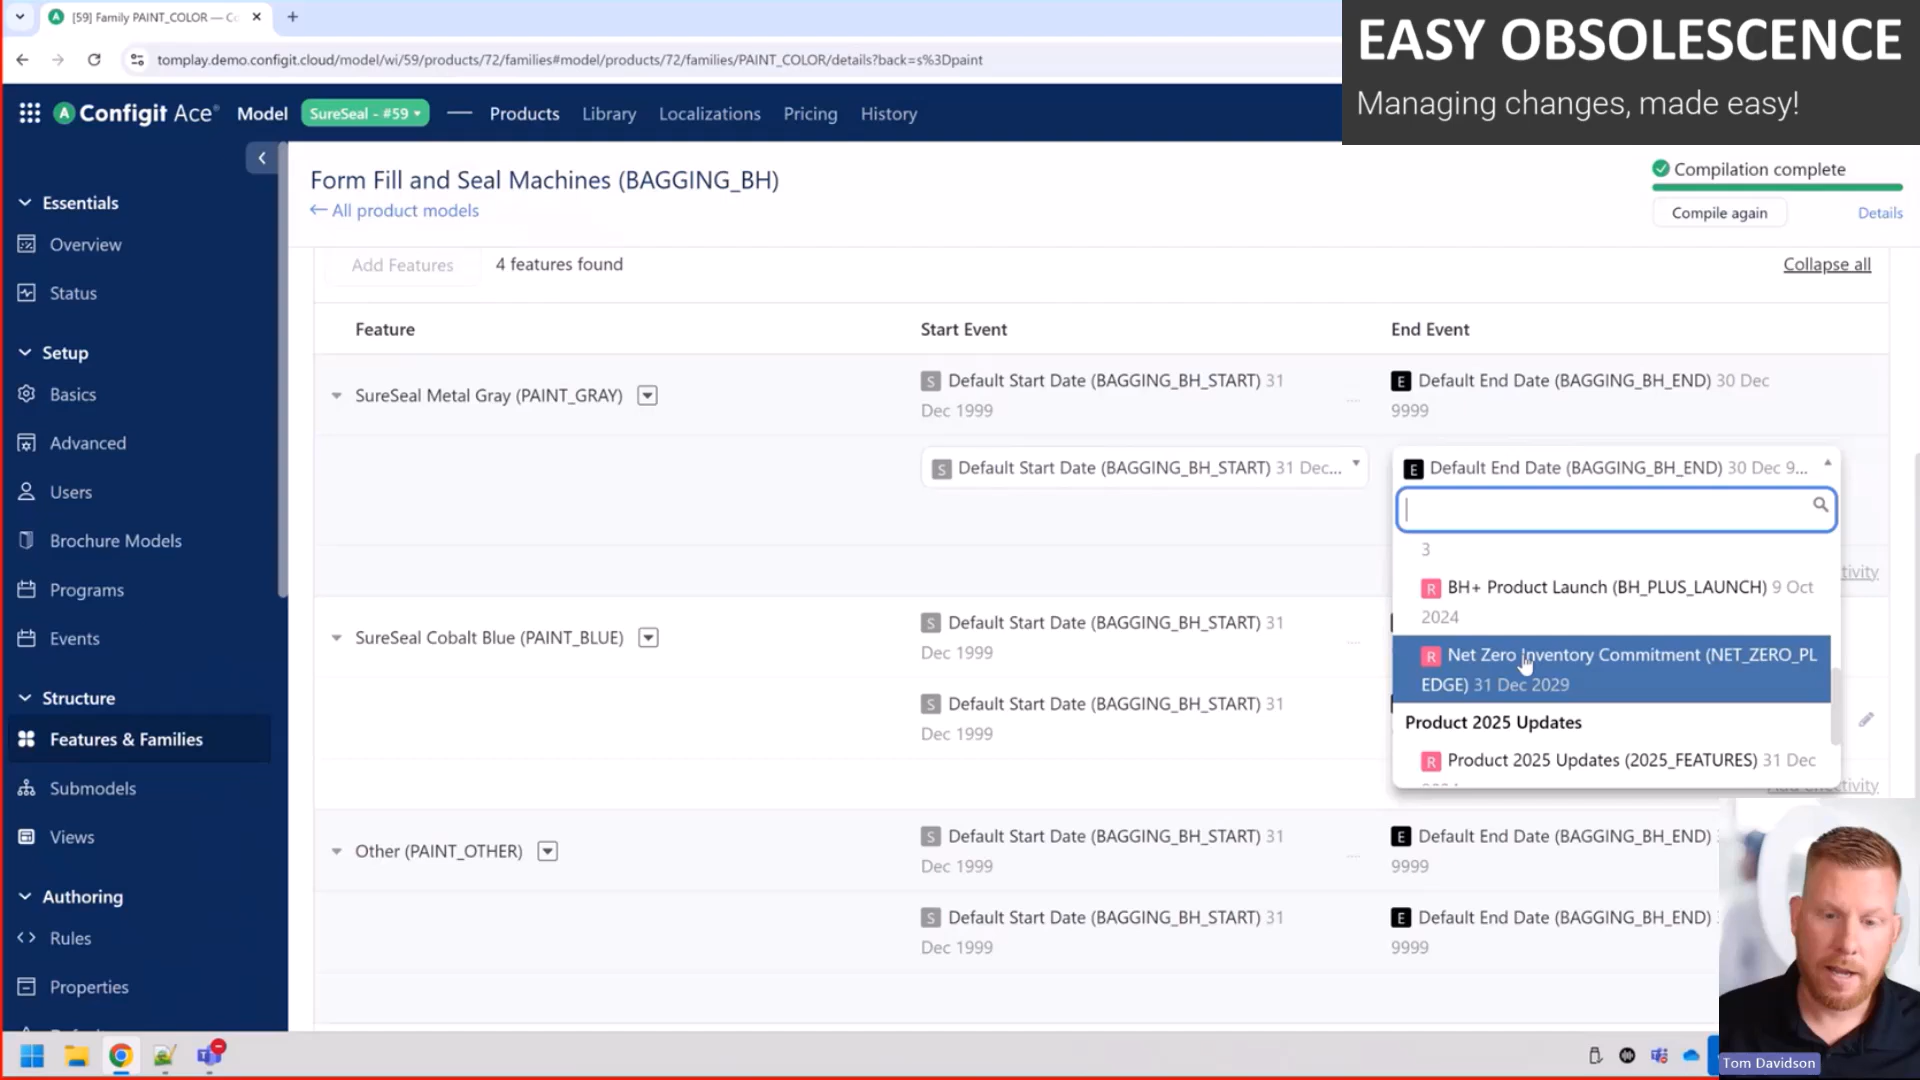 [59] Family PAINT_COLOR — Co
EASY OBSOLESCENCE
Managing changes, made easy!
tomplay.demo.configit.cloud/model/wi/59/products/72/families#model/products/72/families/PAINT_COLOR/details?back=s%3Dpaint
Configit Ace® Model SureSeal - #59 Products Library Localizations Pricing History
Form Fill and Seal Machines (BAGGING_BH)
← All product models
Compilation complete
Compile again Details
Essentials
Overview
Status
Setup
Basics
Advanced
Users
Brochure Models
Programs
Events
Structure
Features & Families
Submodels
Views
Authoring
Rules
Properties
Add Features 4 features found Collapse all
Feature Start Event End Event
SureSeal Metal Gray (PAINT_GRAY)
S Default Start Date (BAGGING_BH_START) 31
Dec 1999
E Default End Date (BAGGING_BH_END) 30 Dec
9999
S Default Start Date (BAGGING_BH_START) 31 Dec...
E Default End Date (BAGGING_BH_END) 30 Dec 9...
3
R BH+ Product Launch (BH_PLUS_LAUNCH) 9 Oct
2024
R Net Zero Inventory Commitment (NET_ZERO_PL
EDGE) 31 Dec 2029
Product 2025 Updates
R Product 2025 Updates (2025_FEATURES) 31 Dec
SureSeal Cobalt Blue (PAINT_BLUE)
S Default Start Date (BAGGING_BH_START) 31
Dec 1999
S Default Start Date (BAGGING_BH_START) 31
Dec 1999
Other (PAINT_OTHER)
S Default Start Date (BAGGING_BH_START) 31
Dec 1999
E Default End Date (BAGGING_BH_END)
9999
S Default Start Date (BAGGING_BH_START) 31
Dec 1999
E Default End Date (BAGGING_BH_END)
9999
Tom Davidson